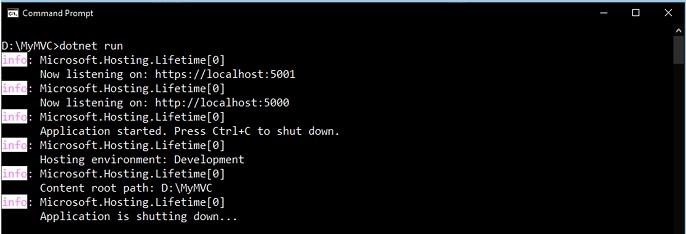 Command Prompt
D:\MyMVC>dotnet run
info: Microsoft.Hosting.Lifetime[0]
      Now listening on: https://localhost:5001
info: Microsoft.Hosting.Lifetime[0]
      Now listening on: http://localhost:5000
info: Microsoft.Hosting.Lifetime[0]
      Application started. Press Ctrl+C to shut down.
info: Microsoft.Hosting.Lifetime[0]
      Hosting environment: Development
info: Microsoft.Hosting.Lifetime[0]
      Content root path: D:\MyMVC
info: Microsoft.Hosting.Lifetime[0]
      Application is shutting down...